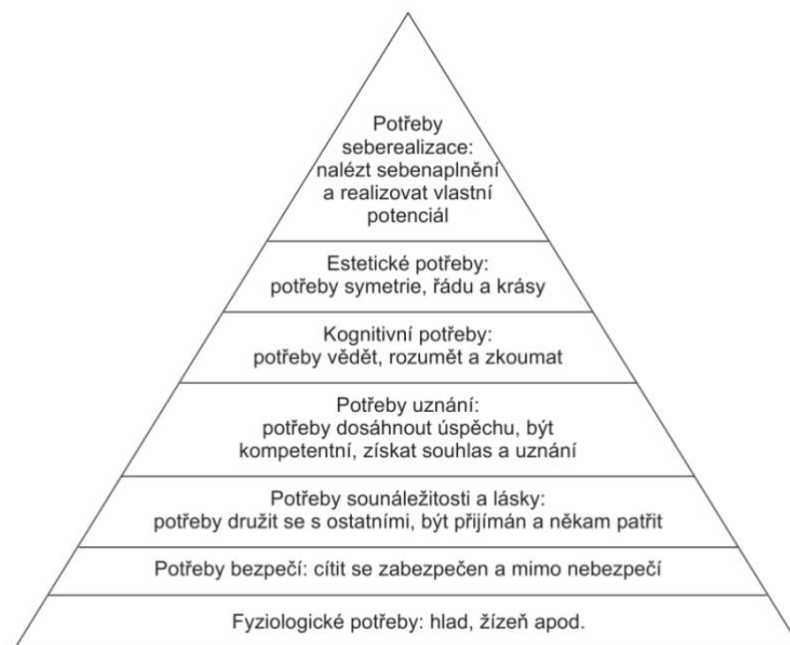 Potřeby
seberealizace:
nalézt sebenaplnění
a realizovat vlastní
potenciál
Estetické potřeby:
potřeby symetrie, řádu a krásy
Kognitivní potřeby:
potřeby vědět, rozumět a zkoumat
Potřeby uznání:
potřeby dosáhnout úspěchu, být
kompetentní, získat souhlas a uznání
Potřeby sounáležitosti a lásky:
potřeby družit se s ostatními, být přijímán a někam patřit
Potřeby bezpečí: cítit se zabezpečen a mimo nebezpečí
Fyziologické potřeby: hlad, žízeň apod.